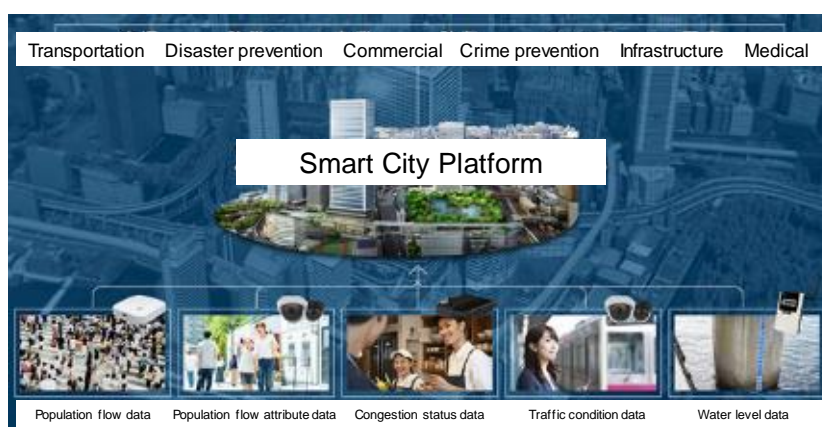 Transportation Disaster prevention Commercial Crime prevention Infrastructure Medical
Smart City Platform
Population flow data Population flow attribute data Congestion status data Traffic condition data Water level data